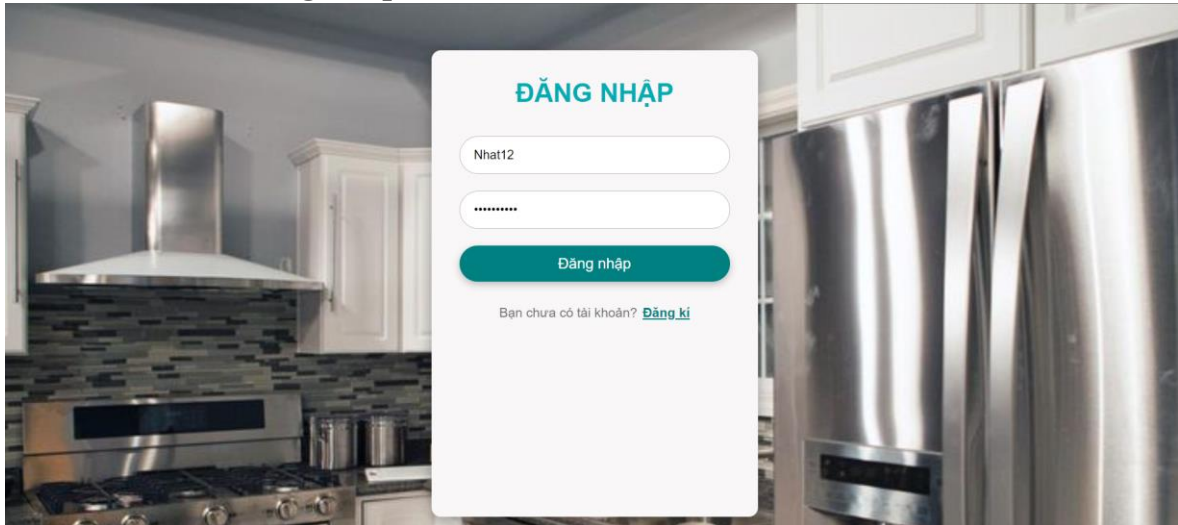 ĐĂNG NHẬP
Nhat12
••••••••••
Đăng nhập
Bạn chưa có tài khoản? Đăng kí